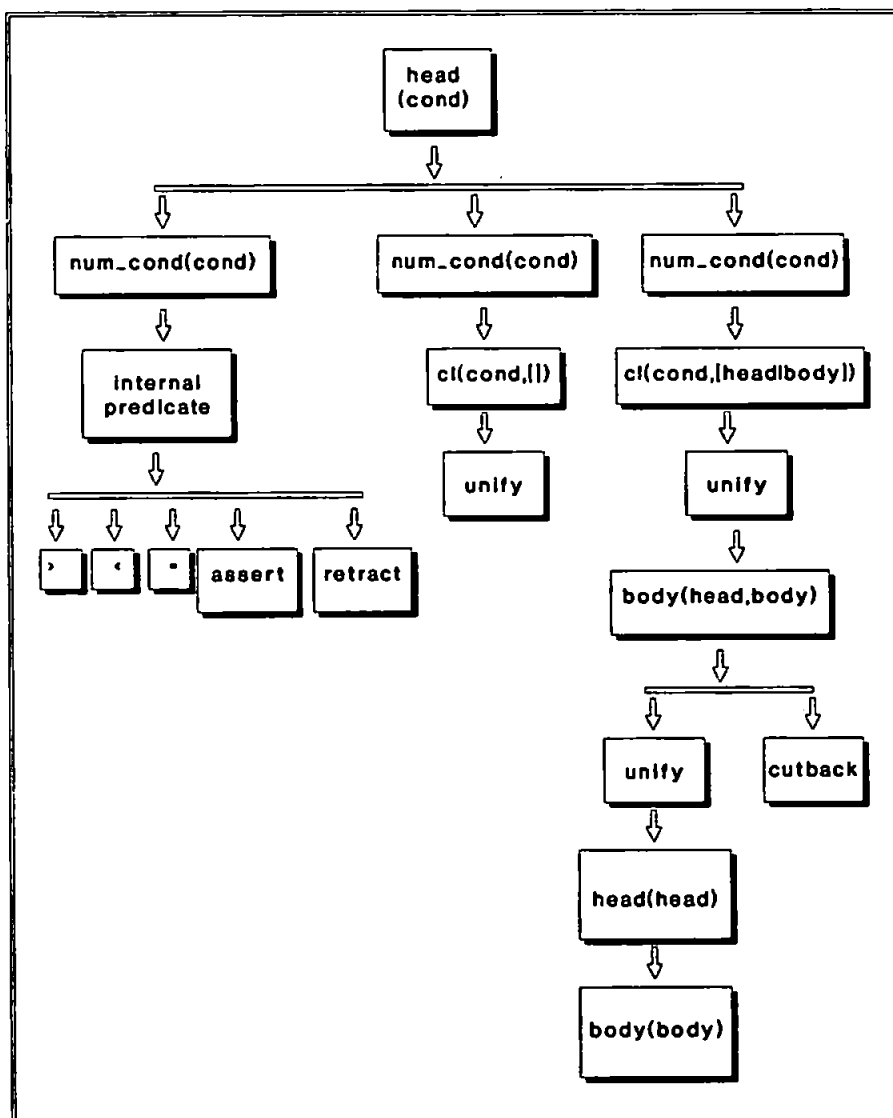 head
(cond)
num_cond(cond)
num_cond(cond)
num_cond(cond)
internal
predicate
cl(cond,[])
cl(cond,[head|body])
unify
unify
>
<
=
assert
retract
body(head,body)
unify
cutback
head(head)
body(body)